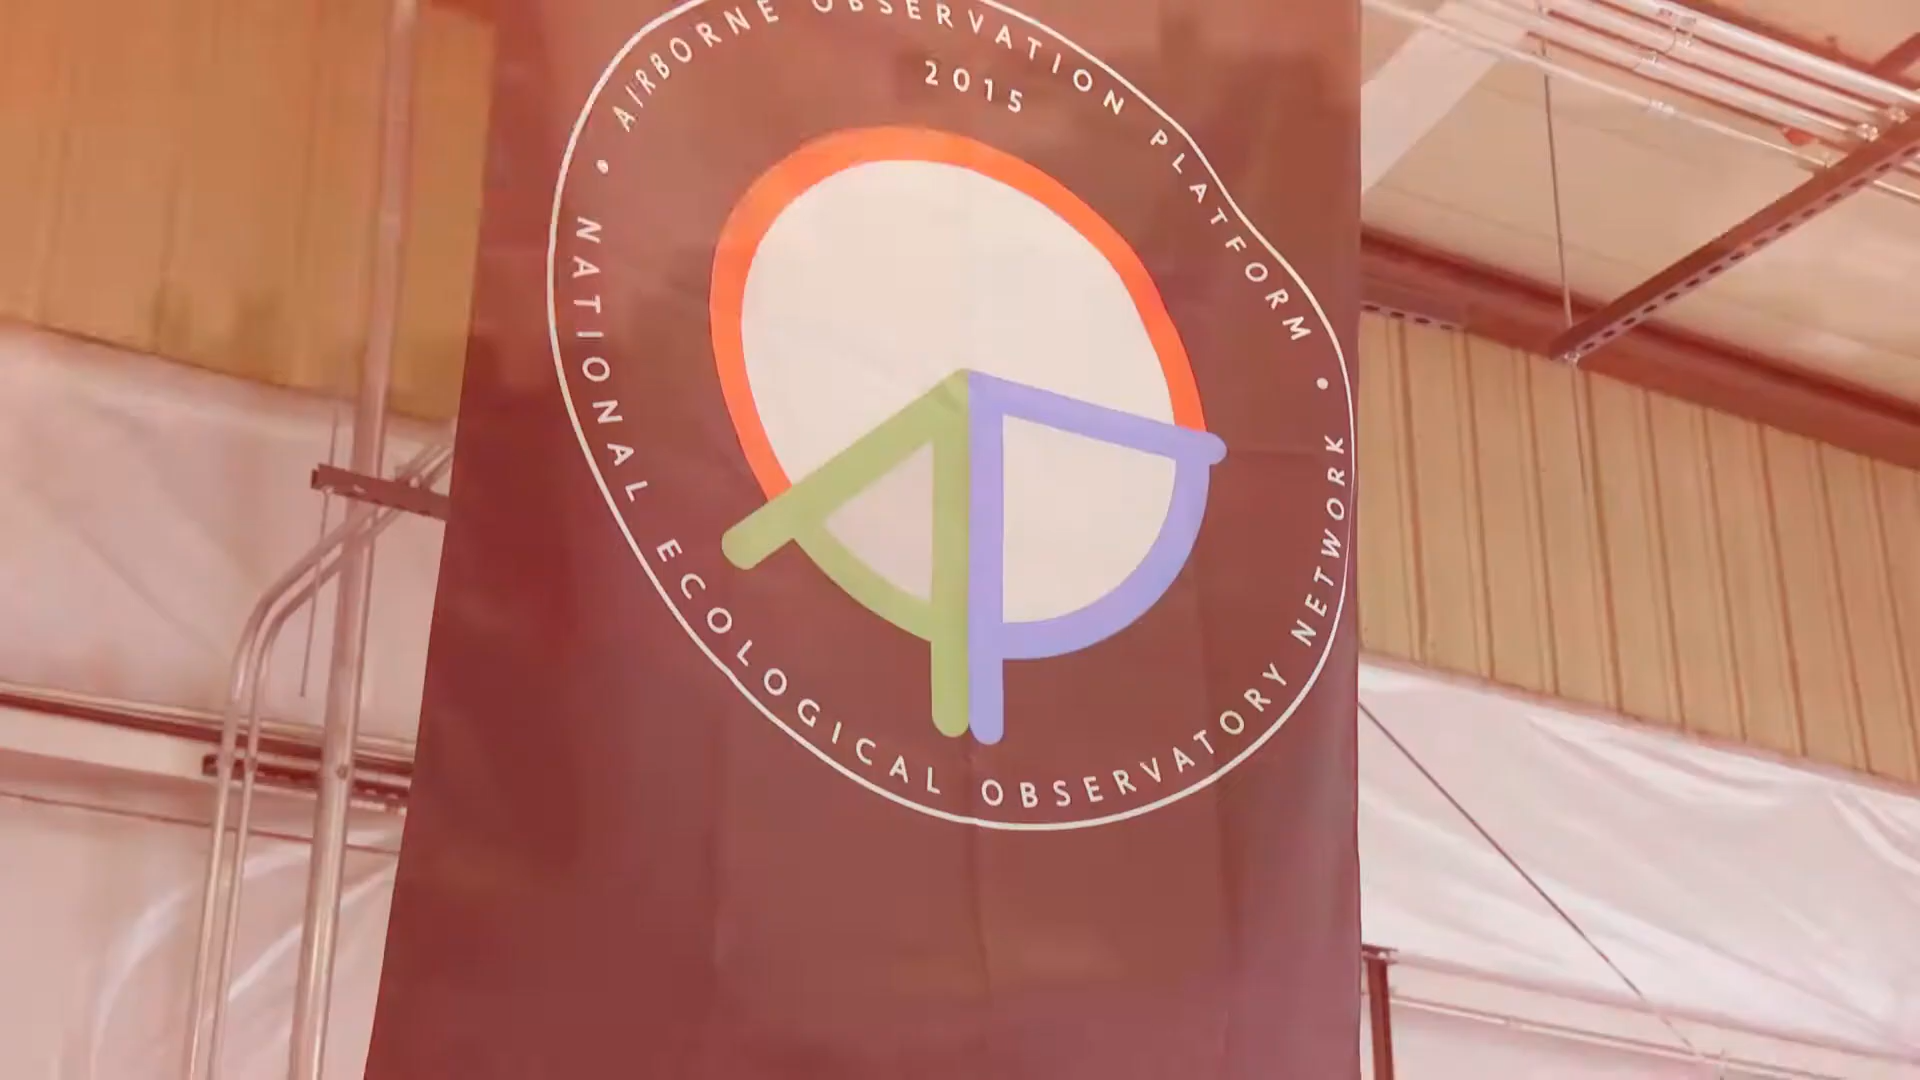 AIRBORNE OBSERVATION PLATFORM
2015
NATIONAL ECOLOGICAL OBSERVATORY NETWORK